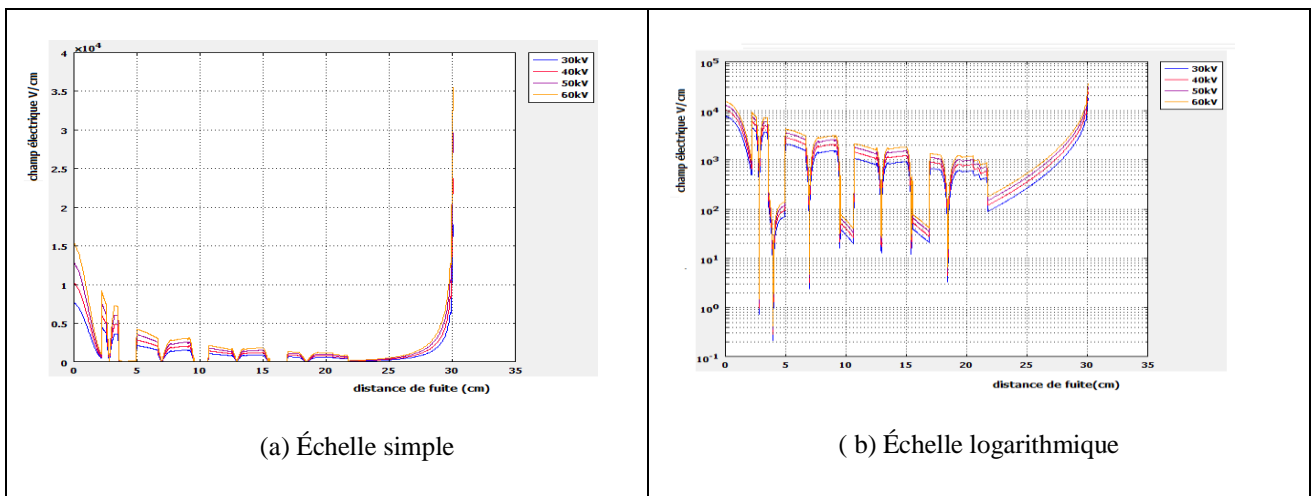 ×10⁴
4
3.5
3
2.5
2
1.5
1
0.5
0
0 5 10 15 20 25 30 35
champ électrique V/cm
distance de fuite (cm)
30kV
40kV
50kV
60kV
(a) Échelle simple
10⁵
10⁴
10³
10²
10¹
10⁰
10⁻¹
0 5 10 15 20 25 30 35
champ électrique V/cm
distance de fuite(cm)
30kV
40kV
50kV
60kV
( b) Échelle logarithmique